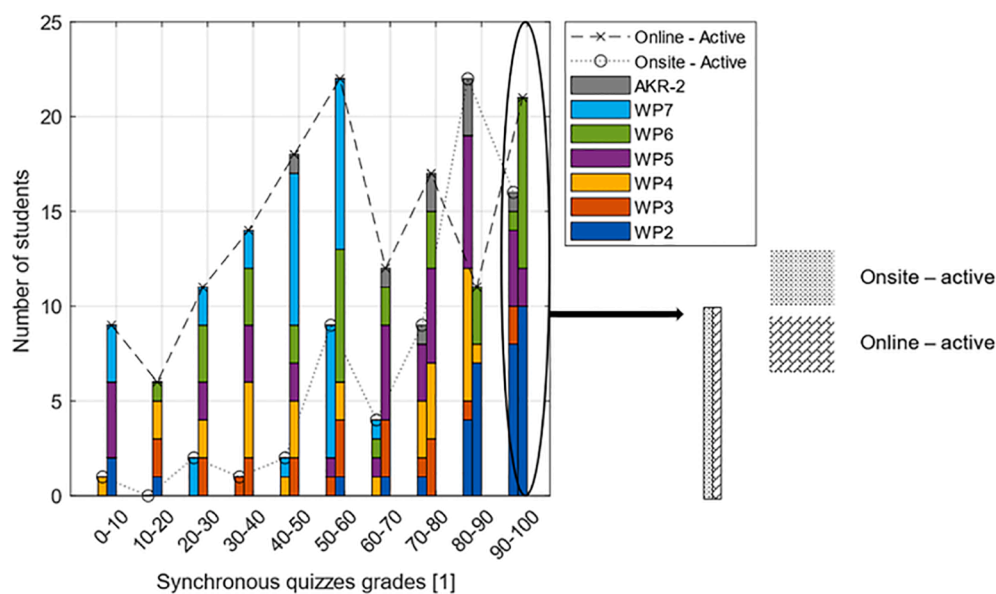 25
20
15
10
5
0
Number of students
0-10
10-20
20-30
30-40
40-50
50-60
60-70
70-80
80-90
90-100
Synchronous quizzes grades [1]
Online - Active
Onsite - Active
AKR-2
WP7
WP6
WP5
WP4
WP3
WP2
Onsite – active
Online – active